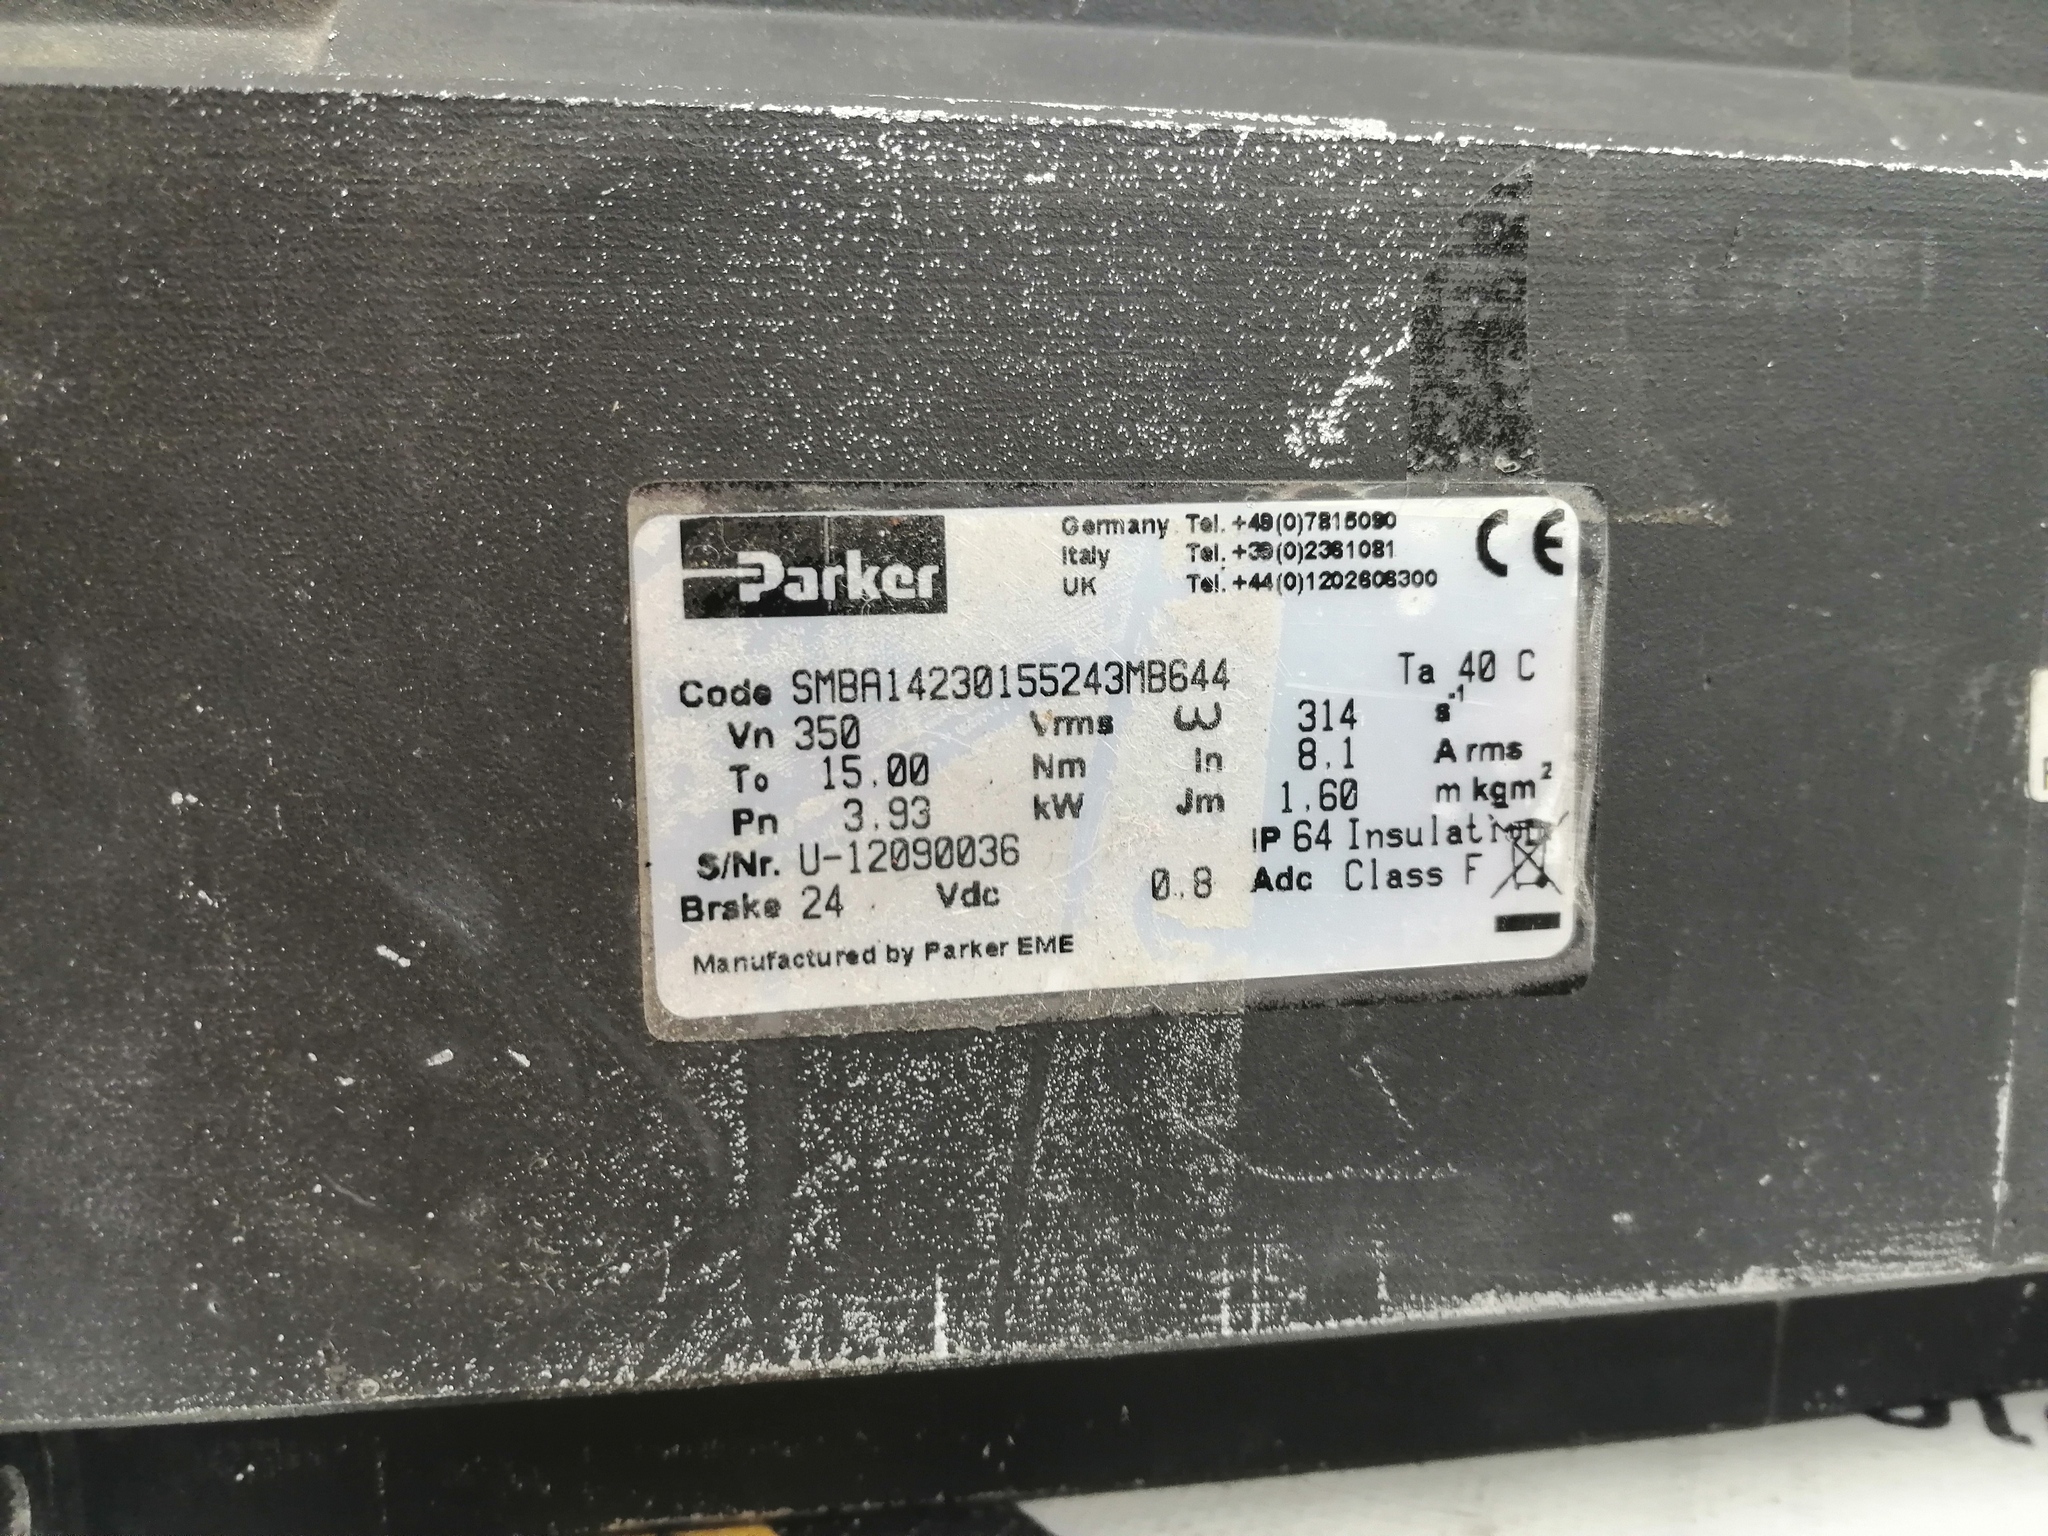 Parker
Germany Tel. +49(0)7815090
Italy Tel. +39(0)2361081
UK Tel. +44(0)1202606300
CE
Code SMBA14230155243MB644 Ta 40 C
Vn 350 Vrms ω 314 s-1
To 15.00 Nm In 8.1 A rms
Pn 3.93 kW Jm 1.60 m kgm²
S/Nr. U-12090036 IP 64 Insulation
Brake 24 Vdc 0.8 Adc Class F
Manufactured by Parker EME